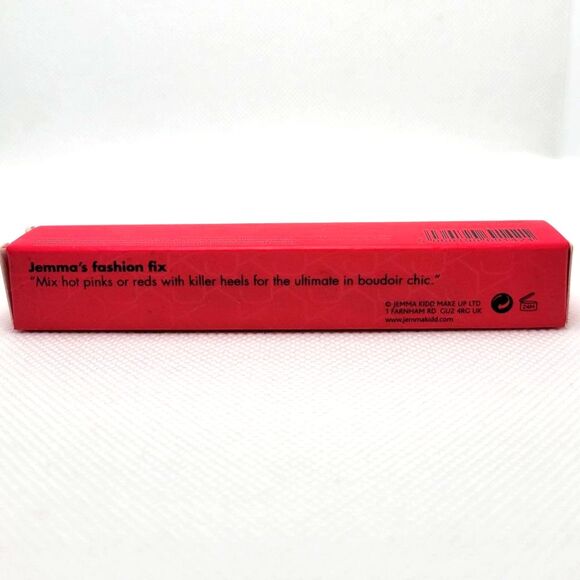 Jemma's fashion fix
"Mix hot pinks or reds with killer heels for the ultimate in boudoir chic."
© JEMMA KIDD MAKE UP LTD
1 FARNHAM RD GU2 4RG UK
www.jemmakidd.com
24M